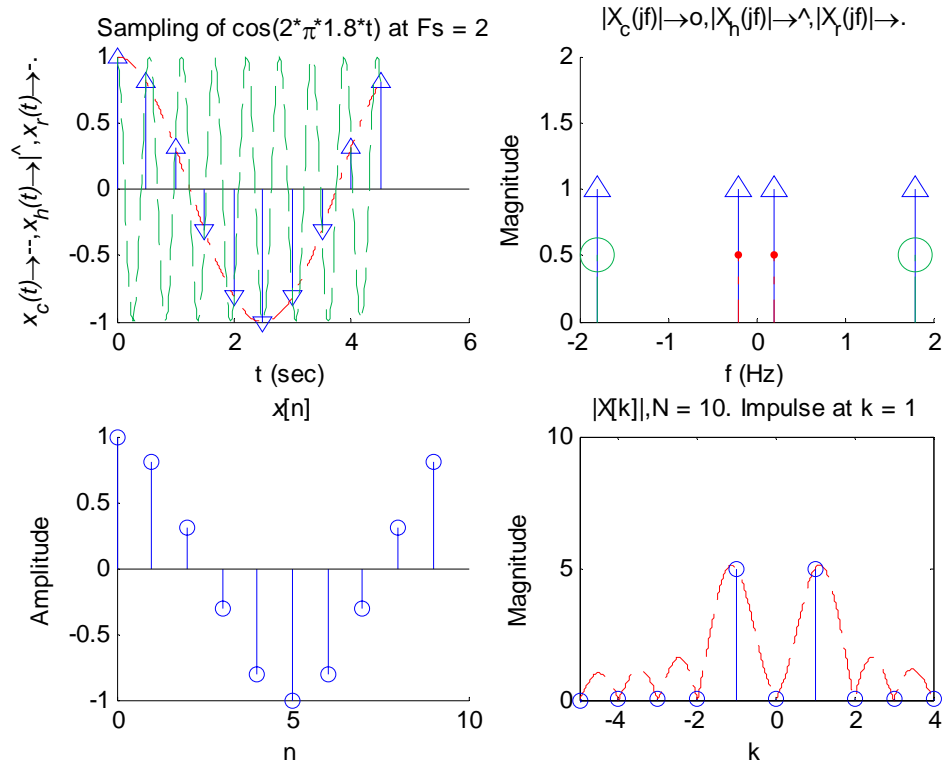 Sampling of cos(2*π*1.8*t) at Fs = 2
x_c(t)→--,x_h(t)→|^,x_r(t)→-.
1
0.5
0
-0.5
-1
0 2 4 6
t (sec)
|X_c(jf)|→o,|X_h(jf)|→^,|X_r(jf)|→.
Magnitude
2
1.5
1
0.5
0
-2 -1 0 1 2
f (Hz)
x[n]
Amplitude
1
0.5
0
-0.5
-1
0 5 10
n
|X[k]|,N = 10. Impulse at k = 1
Magnitude
10
5
0
-4 -2 0 2 4
k